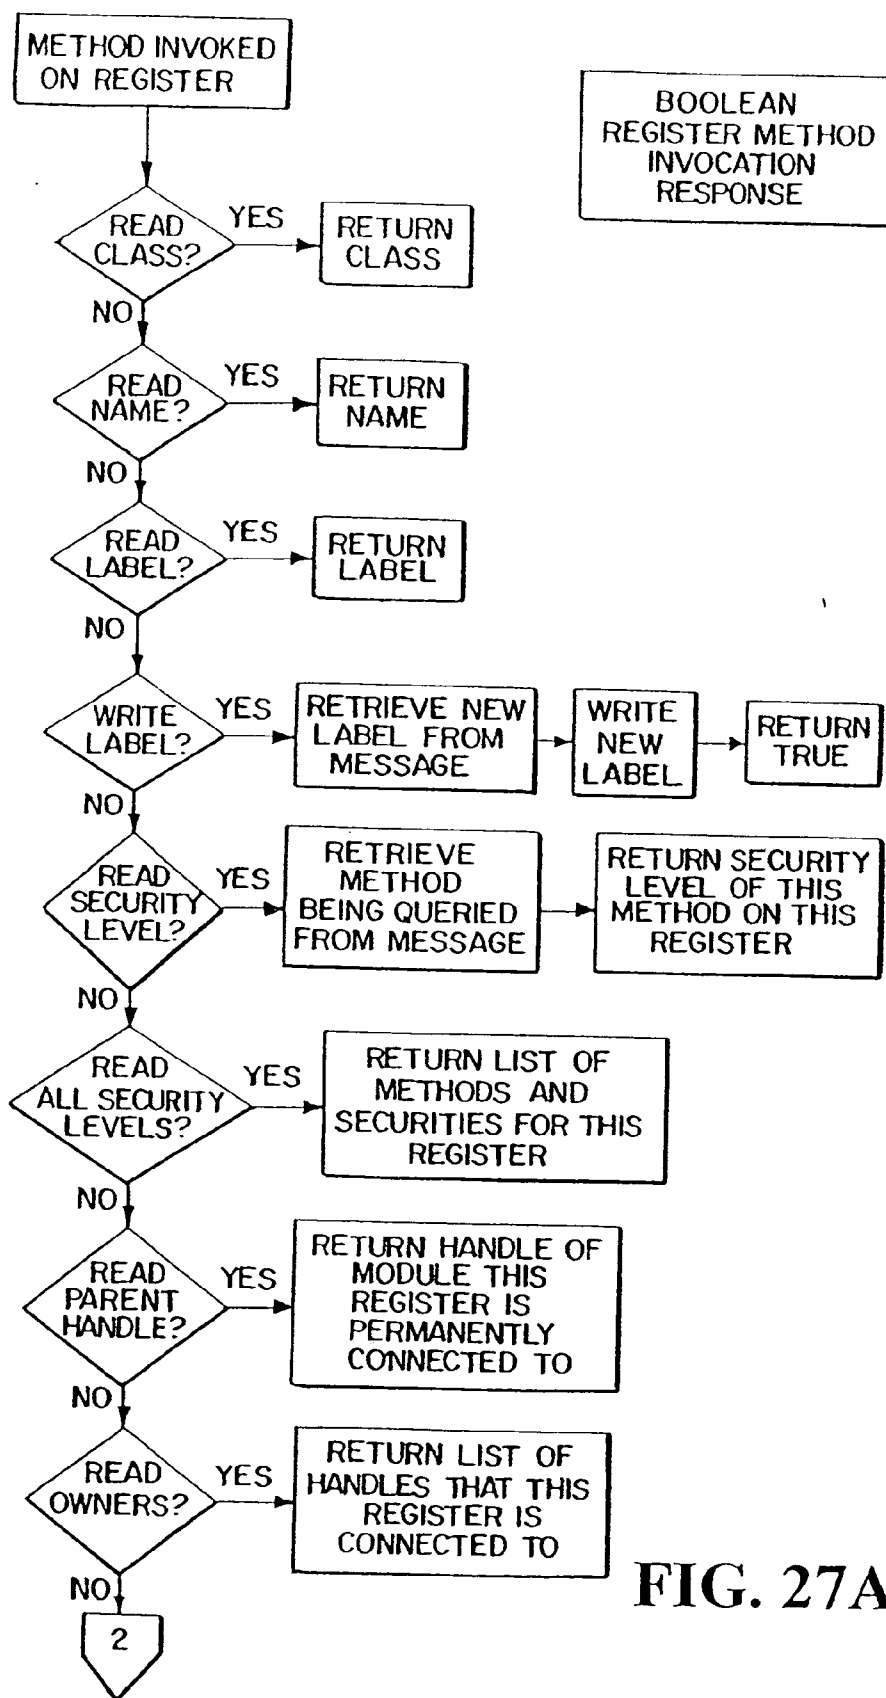 METHOD INVOKED
ON REGISTER
BOOLEAN
REGISTER METHOD
INVOCATION
RESPONSE
READ
CLASS?
YES
RETURN
CLASS
NO
READ
NAME?
YES
RETURN
NAME
NO
READ
LABEL?
YES
RETURN
LABEL
NO
WRITE
LABEL?
YES
RETRIEVE NEW
LABEL FROM
MESSAGE
WRITE
NEW
LABEL
RETURN
TRUE
NO
READ
SECURITY
LEVEL?
YES
RETRIEVE
METHOD
BEING QUERIED
FROM MESSAGE
RETURN SECURITY
LEVEL OF THIS
METHOD ON THIS
REGISTER
NO
READ
ALL SECURITY
LEVELS?
YES
RETURN LIST OF
METHODS AND
SECURITIES FOR THIS
REGISTER
NO
READ
PARENT
HANDLE?
YES
RETURN HANDLE OF
MODULE THIS
REGISTER IS
PERMANENTLY
CONNECTED TO
NO
READ
OWNERS?
YES
RETURN LIST OF
HANDLES THAT THIS
REGISTER IS
CONNECTED TO
NO
2
FIG. 27A